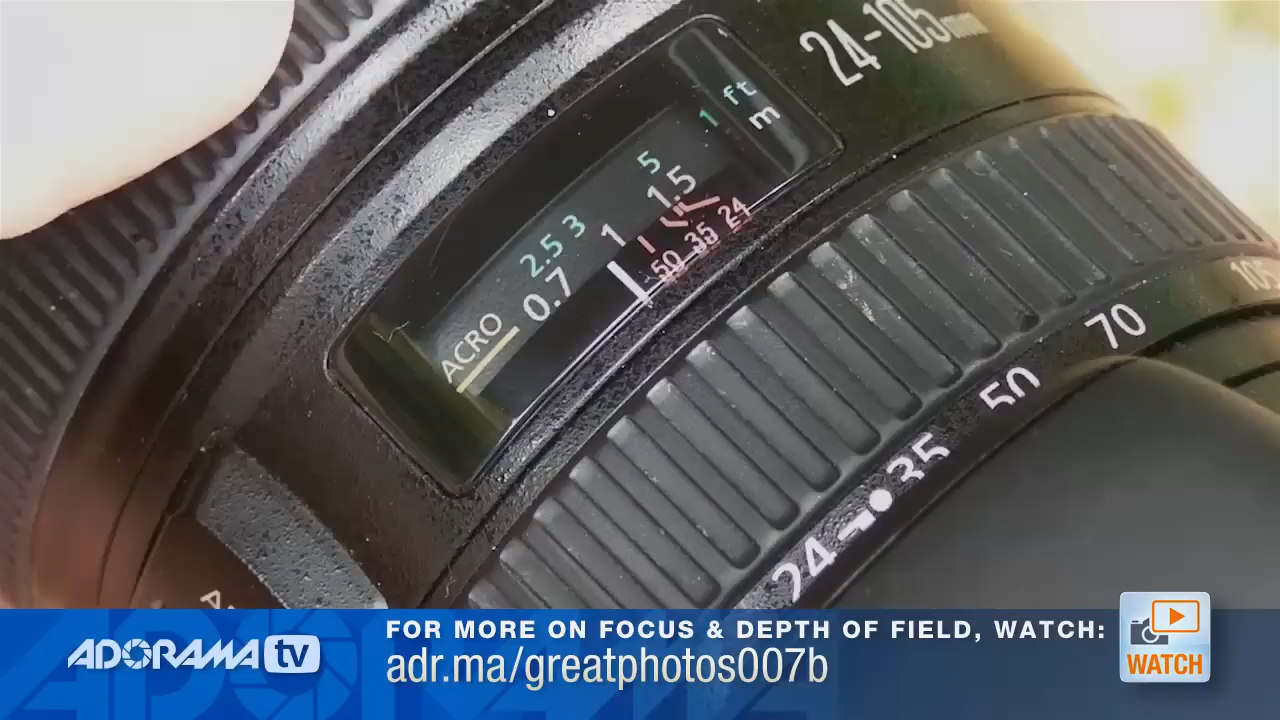 24-105mm
1 ft
m
2.5 3 5
0.7 1 1.5
ACRO
50 35 24
24 35 50 70 105
ADORAMA tv
FOR MORE ON FOCUS & DEPTH OF FIELD, WATCH:
adr.ma/greatphotos007b
WATCH